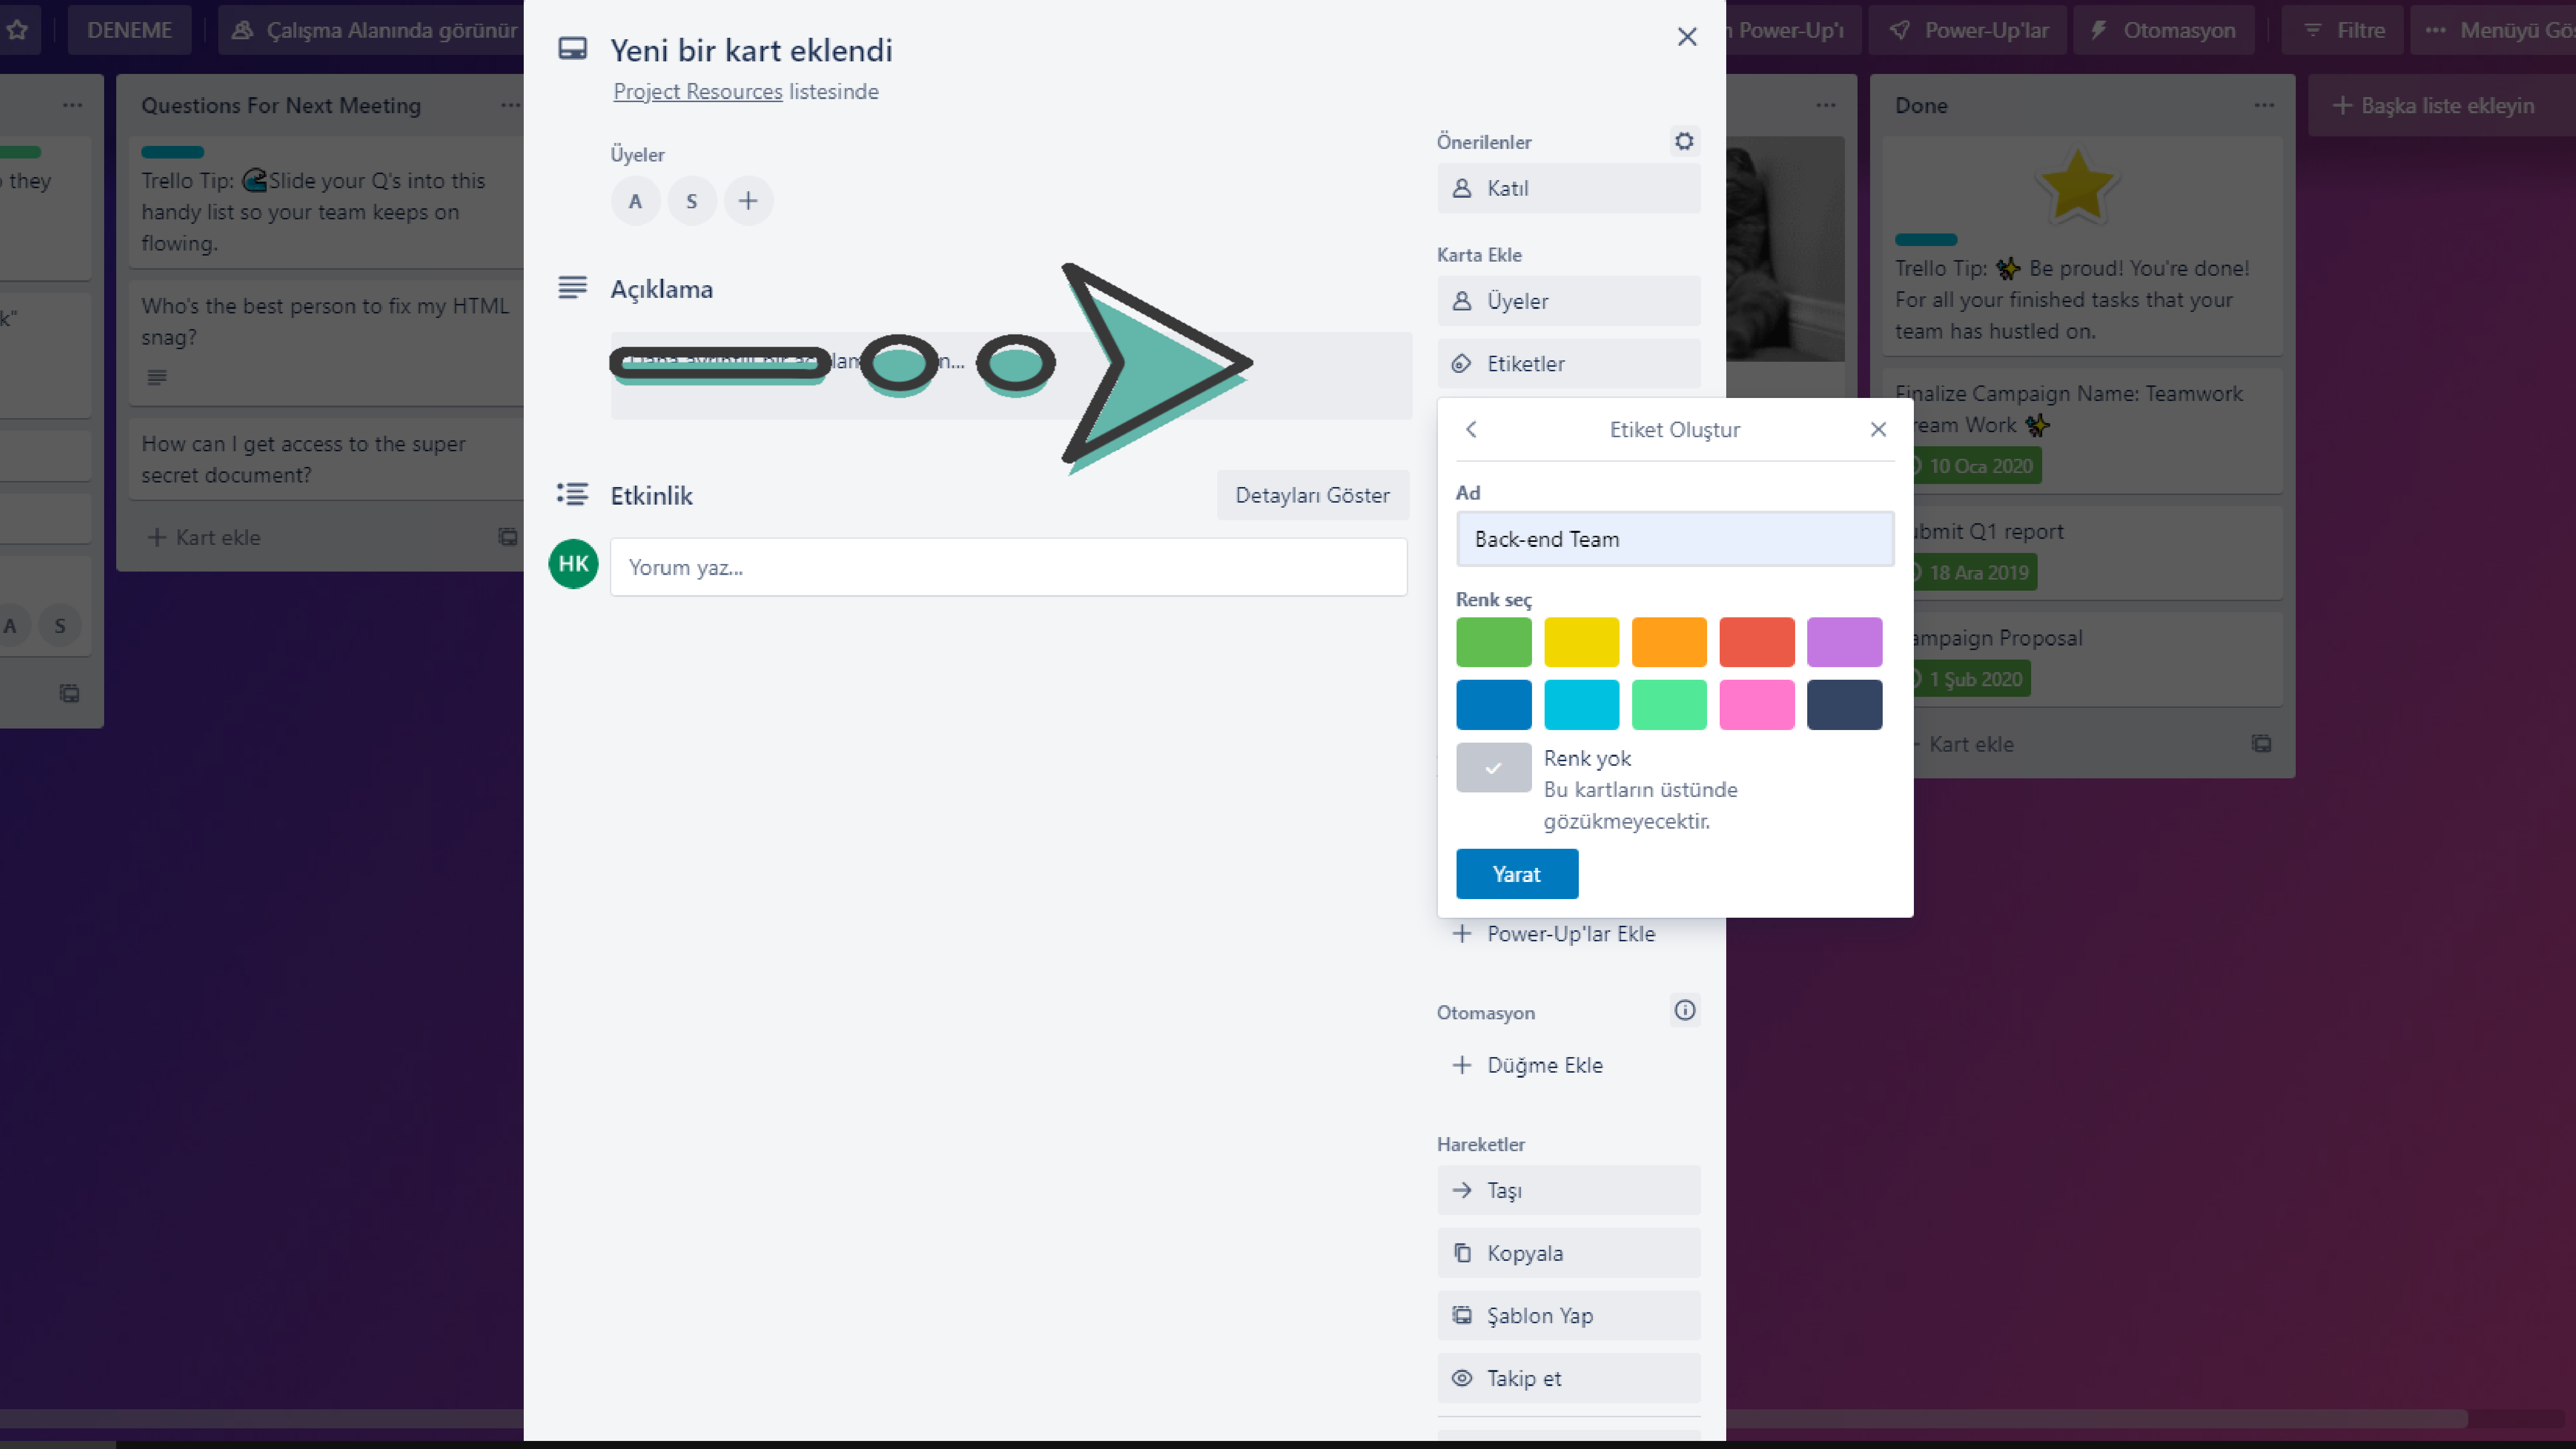 DENEME
Çalışma Alanında görünür
Power-Up'ı
Power-Up'lar
Otomasyon
Filtre
Menüyü
they
Questions For Next Meeting
Trello Tip: Slide your Q's into this
handy list so your team keeps on
flowing.
Who's the best person to fix my HTML
snag?
How can I get access to the super
secret document?
Kart ekle
A
S
Yeni bir kart eklendi
Project Resources listesinde
Üyeler
A
S
Açıklama
Etkinlik
Detayları Göster
HK
Yorum yaz...
Önerilenler
Katıl
Karta Ekle
Üyeler
Etiketler
Etiket Oluştur
Ad
Back-end Team
Renk seç
Renk yok
Bu kartların üstünde
gözükmeyecektir.
Yarat
Power-Up'lar Ekle
Otomasyon
Düğme Ekle
Hareketler
Taşı
Kopyala
Şablon Yap
Takip et
Done
Trello Tip: ✨ Be proud! You're done!
For all your finished tasks that your
team has hustled on.
Finalize Campaign Name: Teamwork
Work ✨
10 Oca 2020
Q1 report
18 Ara 2019
Proposal
1 Şub 2020
Kart ekle
Başka liste ekleyin